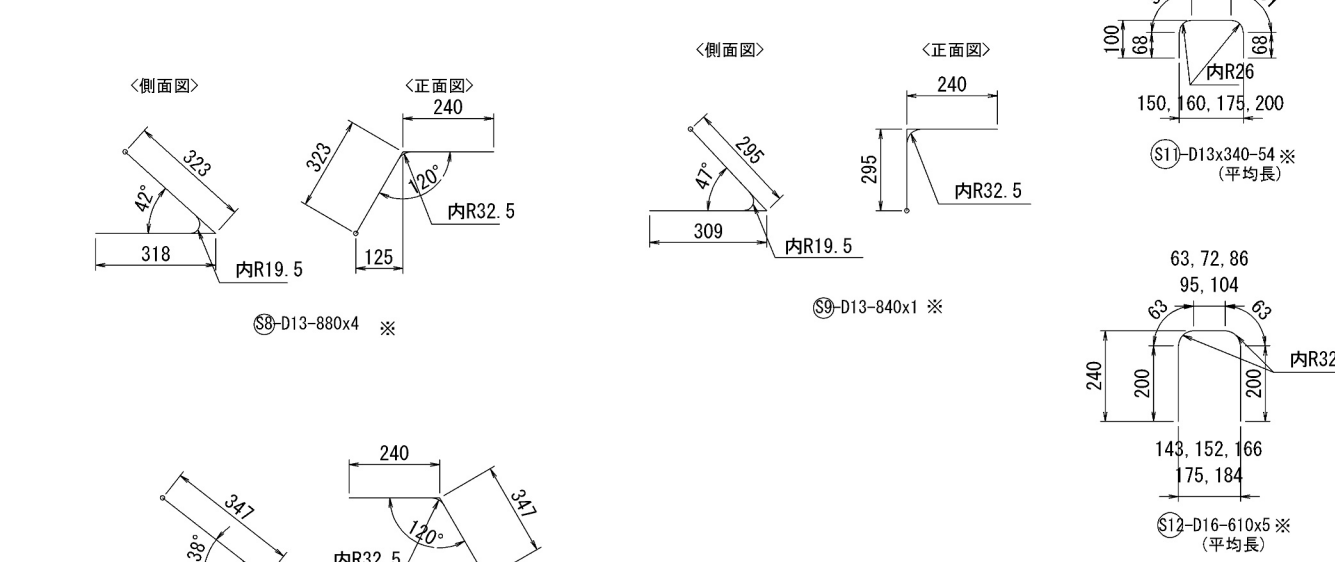 〈側面図〉
〈正面図〉
323
42°
318
内R19.5
240
323
120°
内R32.5
125
S8-D13-880x4 ※
〈側面図〉
〈正面図〉
295
47°
309
内R19.5
240
295
内R32.5
S9-D13-840x1 ※
100
68
68
内R26
150, 160, 175, 200
S11-D13x340-54 ※
(平均長)
63, 72, 86
95, 104
63
63
内R32
240
200
200
143, 152, 166
175, 184
S12-D16-610x5 ※
(平均長)
347
38°
240
347
120°
内R32.5